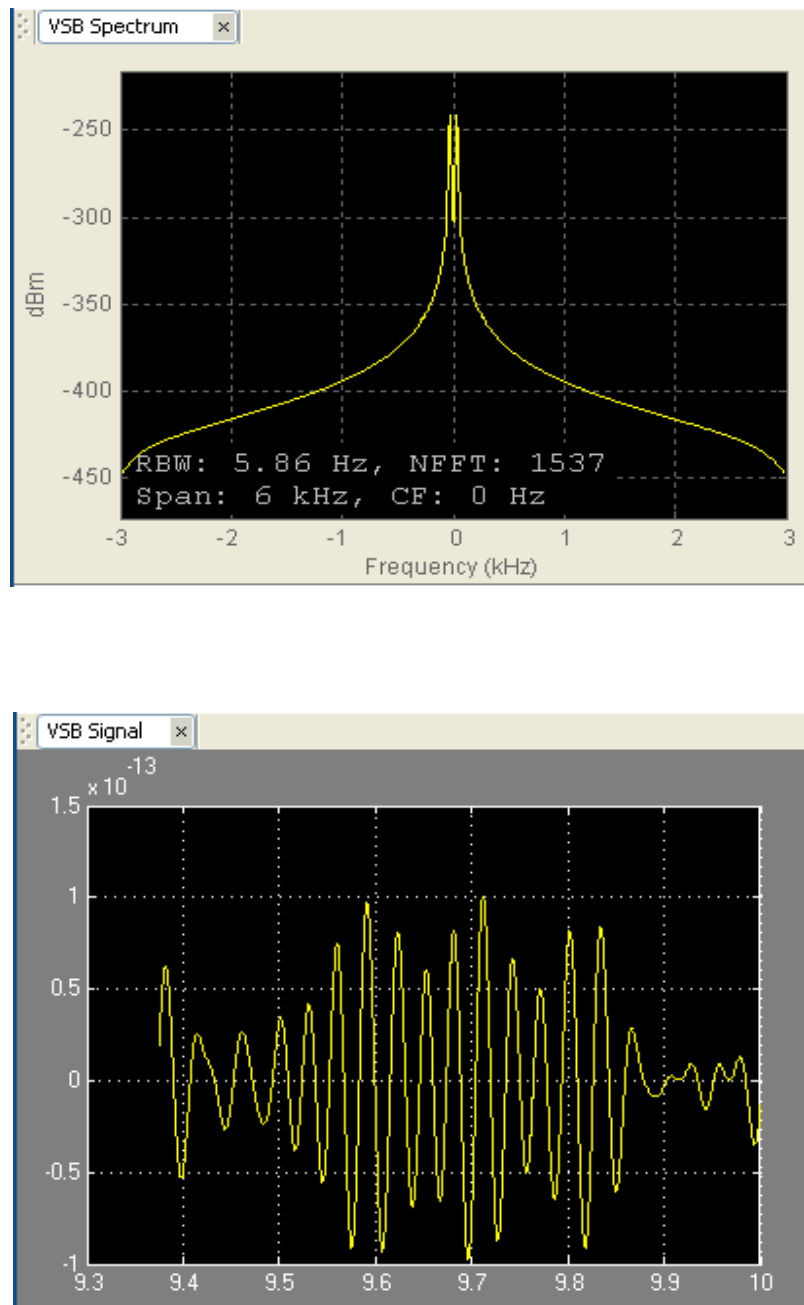 VSB Spectrum
-250
-300
-350
-400
-450
dBm
RBW: 5.86 Hz, NFFT: 1537
Span: 6 kHz, CF: 0 Hz
-3 -2 -1 0 1 2 3
Frequency (kHz)
VSB Signal
x 10 -13
1.5
1
0.5
0
-0.5
-1
9.3 9.4 9.5 9.6 9.7 9.8 9.9 10